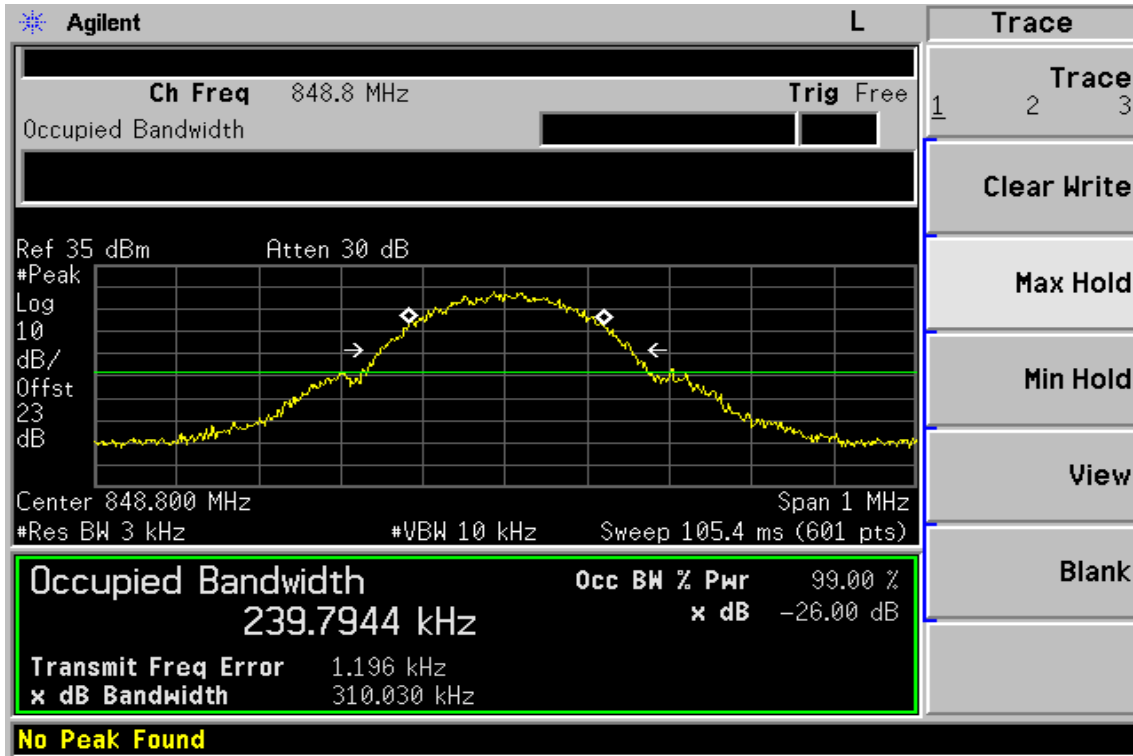 Agilent L Trace
Ch Freq 848.8 MHz Trig Free
Occupied Bandwidth
Trace
1 2 3
Clear Write
Max Hold
Min Hold
View
Blank
Ref 35 dBm Atten 30 dB
#Peak
Log
10
dB/
Offst
23
dB
Center 848.800 MHz Span 1 MHz
#Res BW 3 kHz #VBW 10 kHz Sweep 105.4 ms (601 pts)
Occupied Bandwidth Occ BW % Pwr 99.00 %
239.7944 kHz x dB -26.00 dB
Transmit Freq Error 1.196 kHz
x dB Bandwidth 310.030 kHz
No Peak Found